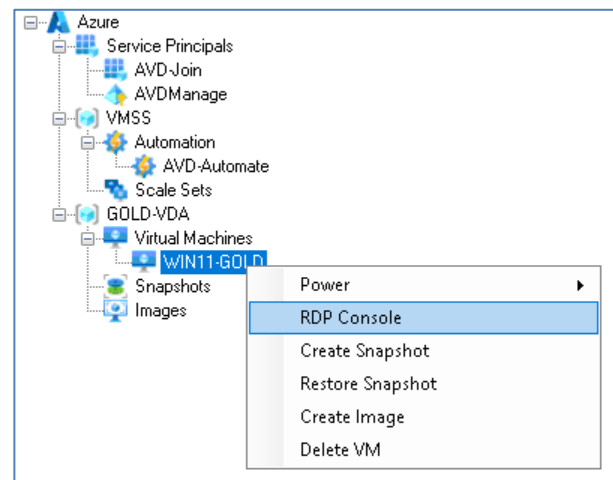 Azure
Service Principals
AVD-Join
AVDManage
VMSS
Automation
AVD-Automate
Scale Sets
GOLD-VDA
Virtual Machines
WIN11-GOLD
Snapshots
Images
Power
RDP Console
Create Snapshot
Restore Snapshot
Create Image
Delete VM